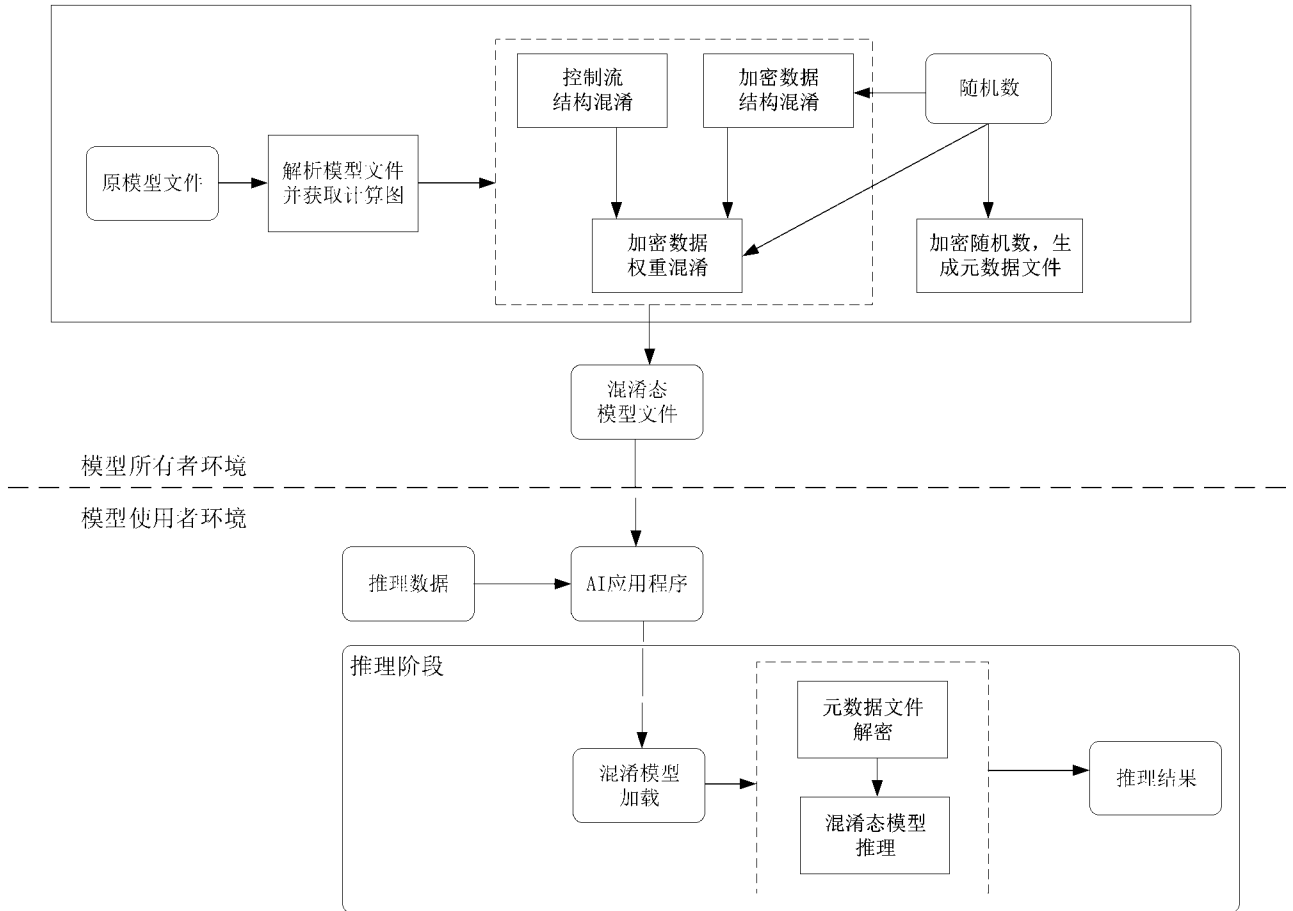 控制流
结构混淆
加密数据
结构混淆
随机数
原模型文件
解析模型文件
并获取计算图
加密数据
权重混淆
加密随机数，生
成元数据文件
混淆态
模型文件
模型所有者环境
模型使用者环境
推理数据
AI应用程序
推理阶段
元数据文件
解密
混淆模型
加载
推理结果
混淆态模型
推理